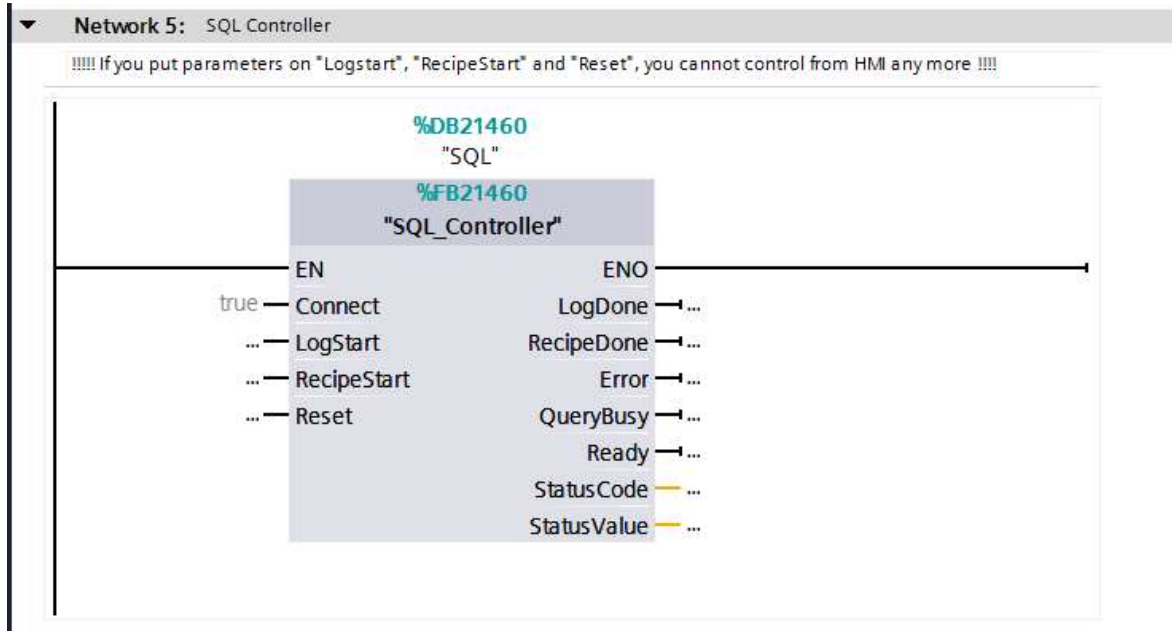 Network 5: SQL Controller
!!!!! If you put parameters on "Logstart", "RecipeStart" and "Reset", you cannot control from HMI any more !!!!
%DB21460
"SQL"
%FB21460
"SQL_Controller"
EN ENO
true Connect LogDone ...
... LogStart RecipeDone ...
... RecipeStart Error ...
... Reset QueryBusy ...
Ready ...
StatusCode ...
StatusValue ...